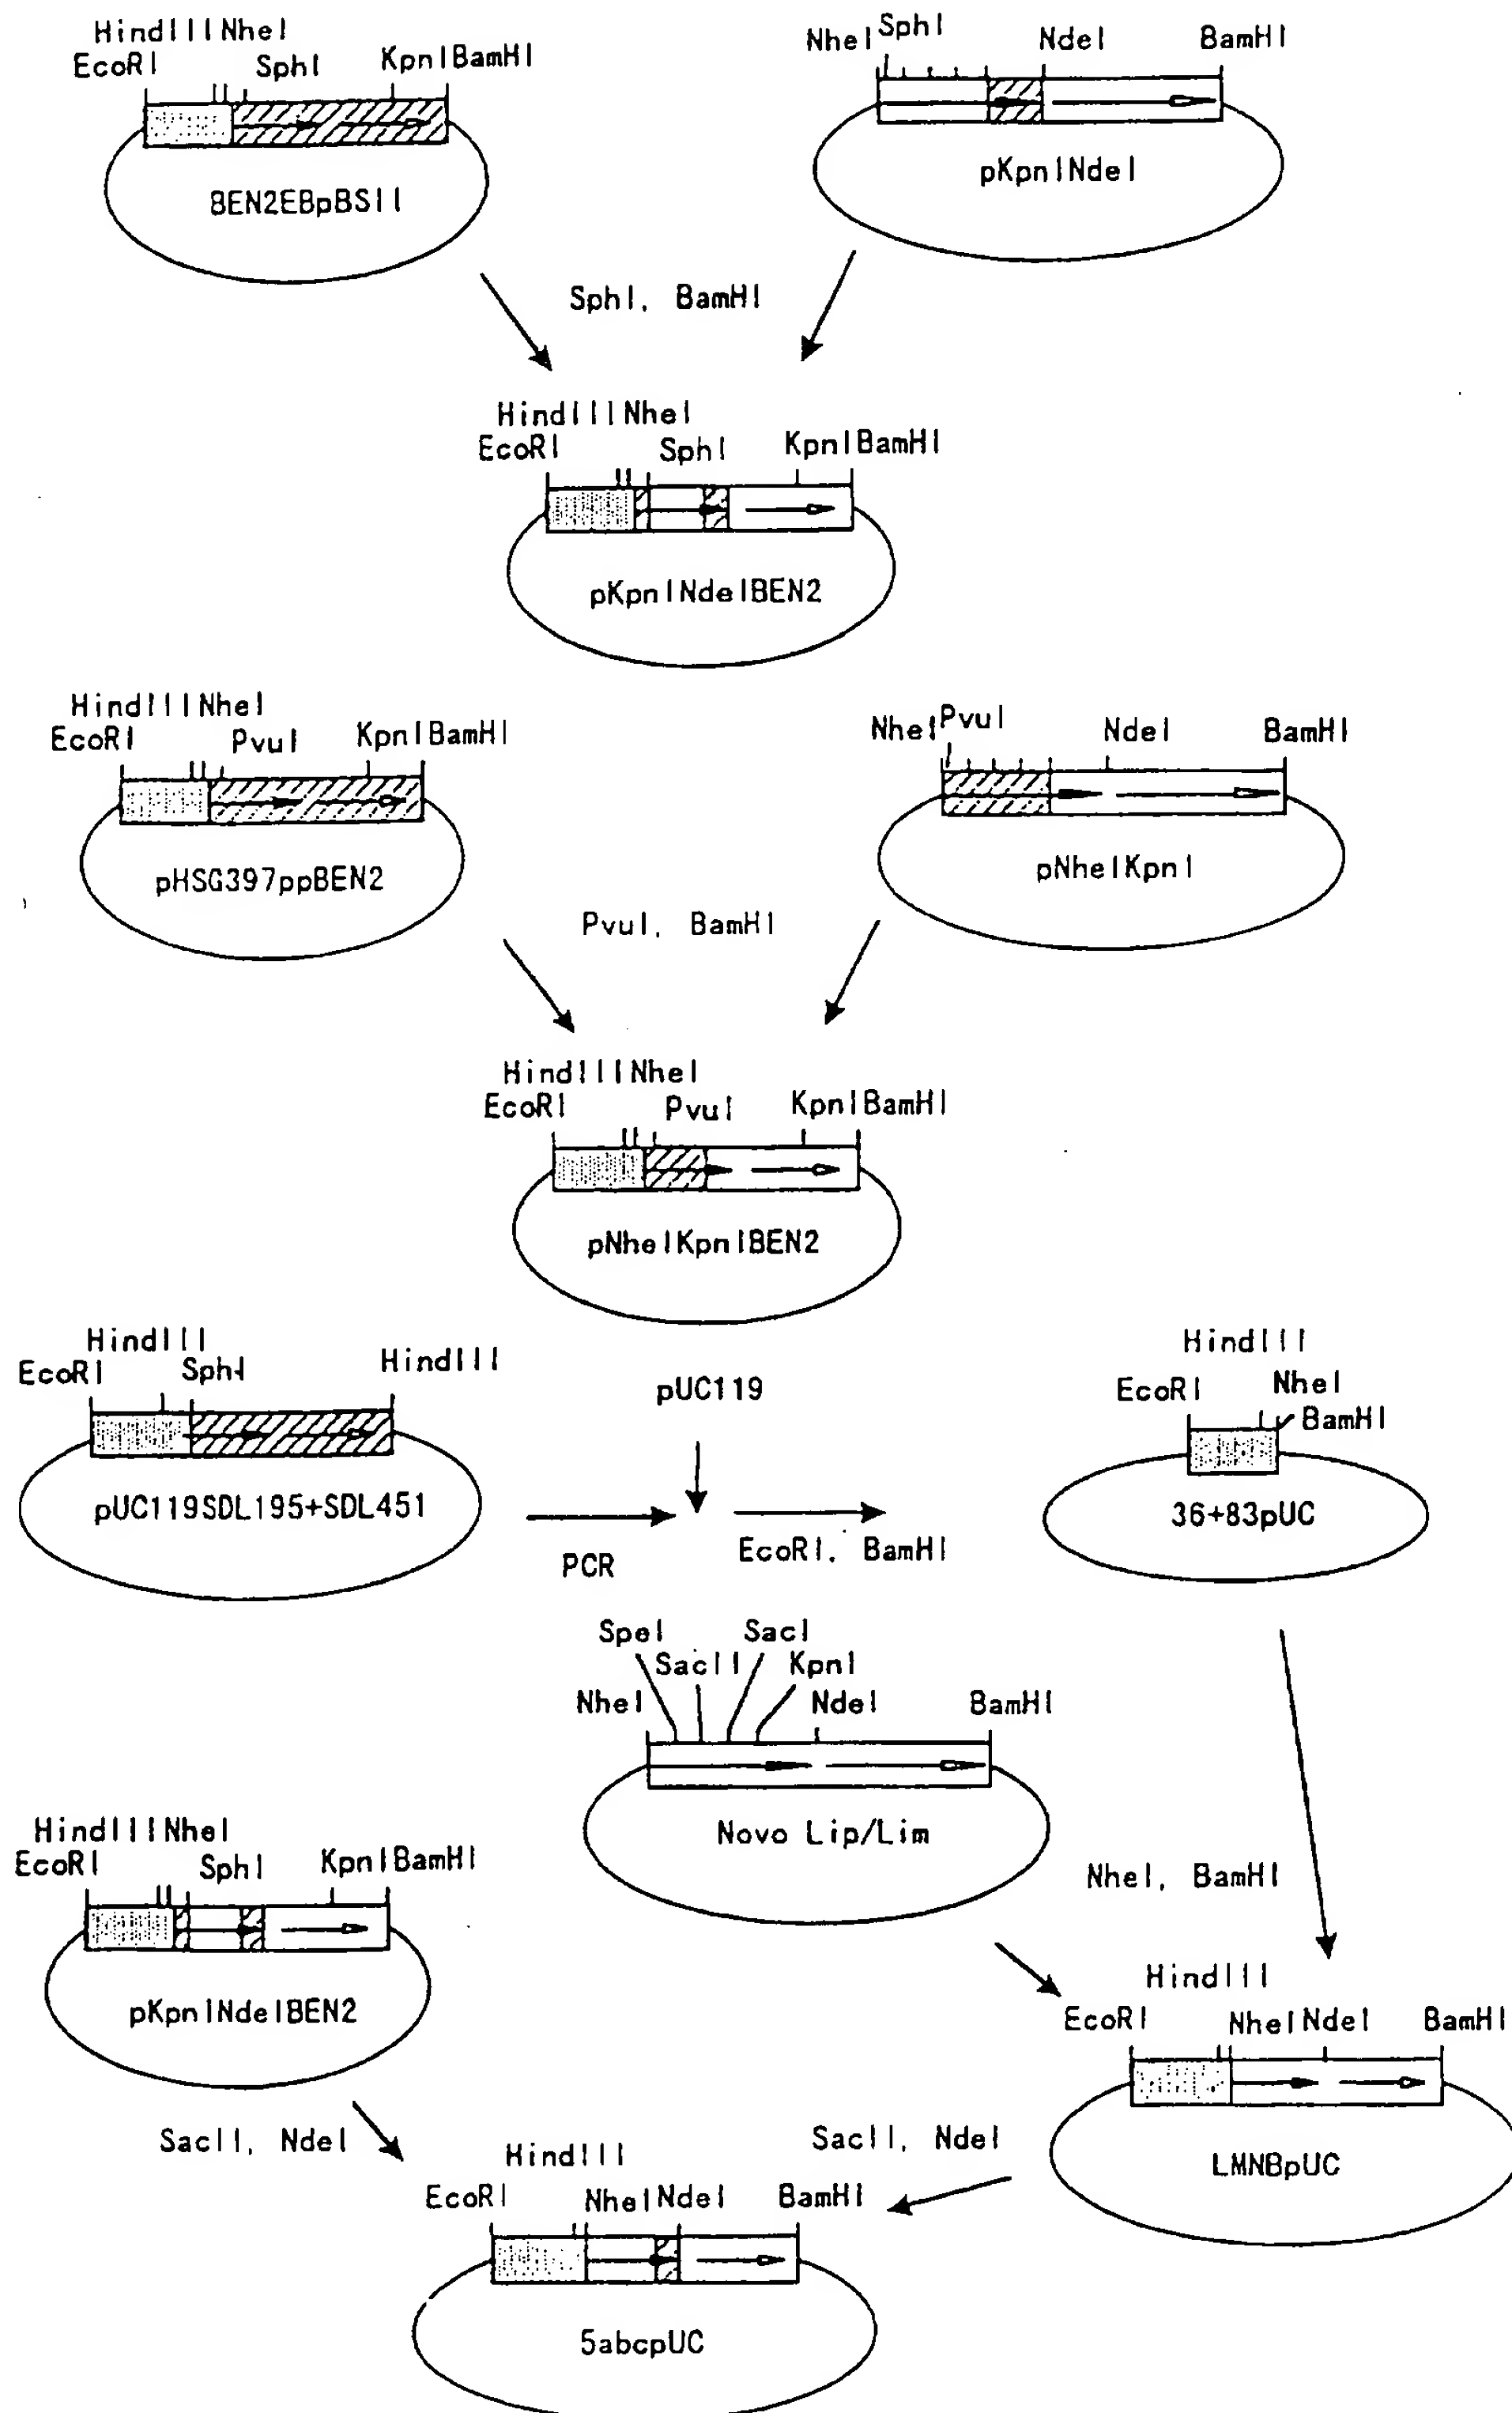 HindIII NheI
EcoRI SphI KpnI BamHI
BEN2EBpBSII
NheI SphI NdeI BamHI
pKpnINdeI
SphI, BamHI
HindIII NheI
EcoRI SphI KpnI BamHI
pKpnINdeIBEN2
HindIII NheI
EcoRI PvuI KpnI BamHI
pHSG397ppBEN2
NheI PvuI NdeI BamHI
pNheIKpnI
PvuI, BamHI
HindIII NheI
EcoRI PvuI KpnI BamHI
pNheIKpnIBEN2
HindIII
EcoRI SphI HindIII
pUC119SDL195+SDL451
pUC119
PCR
EcoRI, BamHI
HindIII
EcoRI NheI
BamHI
36+83pUC
SpeI SacI
SacII KpnI
NheI NdeI BamHI
Novo Lip/Lim
NheI, BamHI
HindIII NheI
EcoRI SphI KpnI BamHI
pKpnINdeIBEN2
HindIII
EcoRI NheI NdeI BamHI
LMNBpUC
SacII, NdeI
SacII, NdeI
HindIII
EcoRI NheI NdeI BamHI
5abcpUC